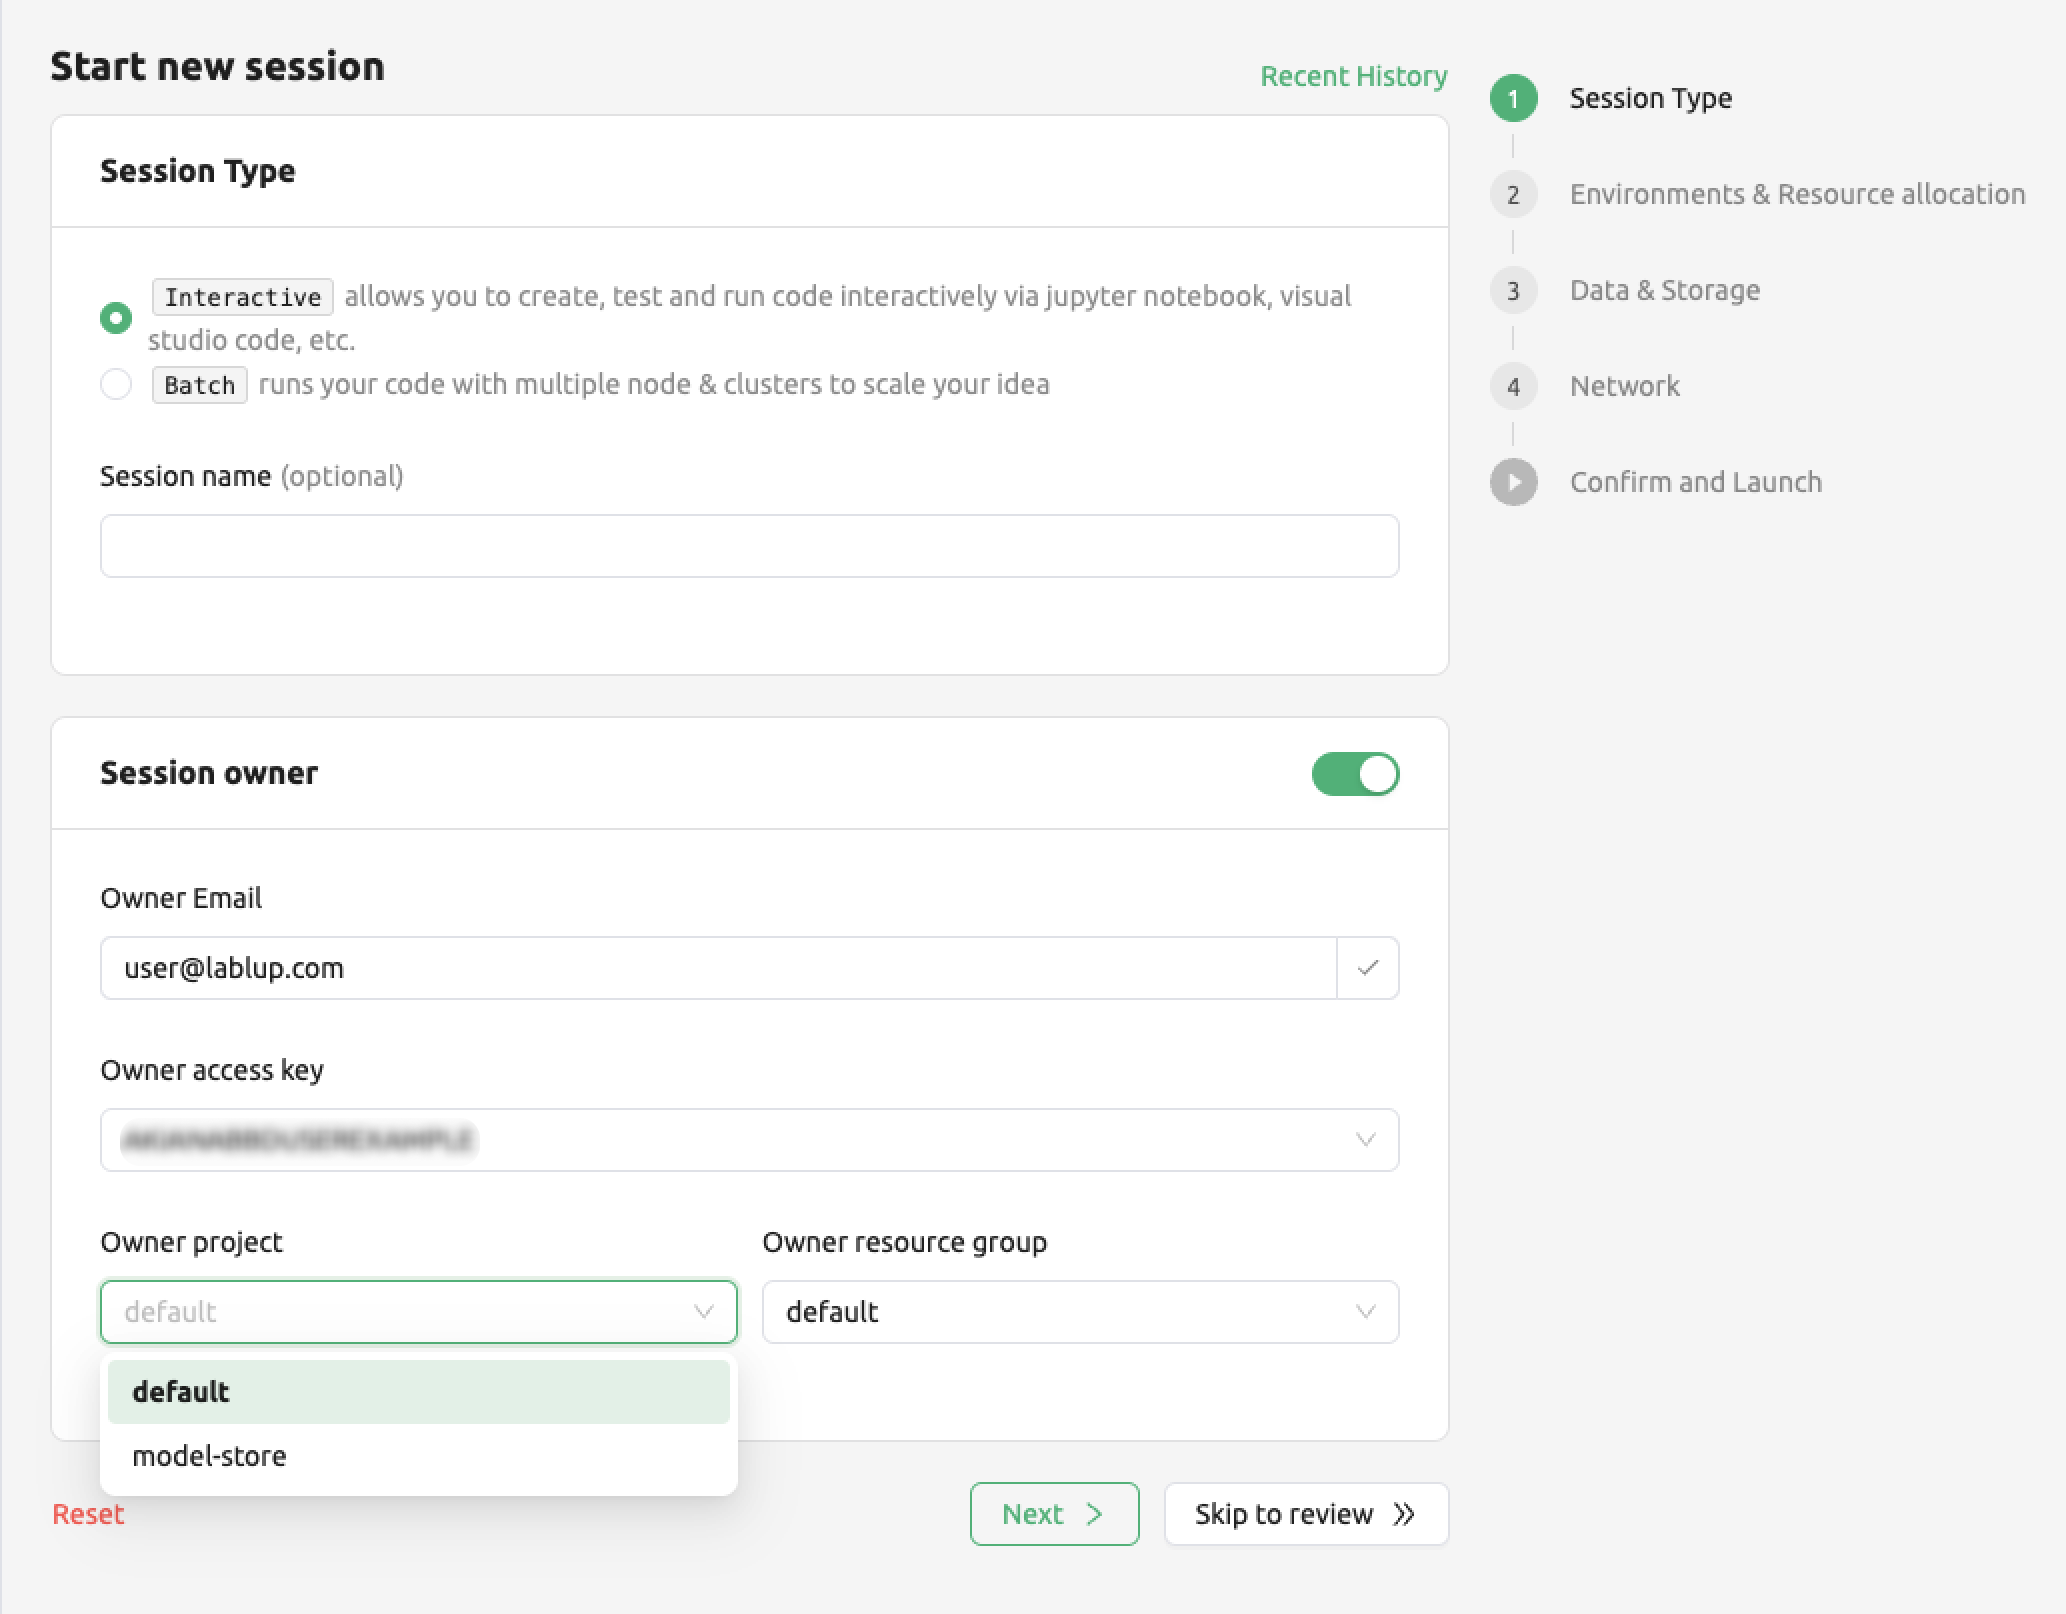 Start new session
Recent History
Session Type
Interactive allows you to create, test and run code interactively via jupyter notebook, visual
studio code, etc.
Batch runs your code with multiple node & clusters to scale your idea
Session name (optional)
Session owner
Owner Email
user@lablup.com
Owner access key
Owner project
Owner resource group
default
default
default
model-store
Reset
Next
Skip to review
1 Session Type
2 Environments & Resource allocation
3 Data & Storage
4 Network
Confirm and Launch